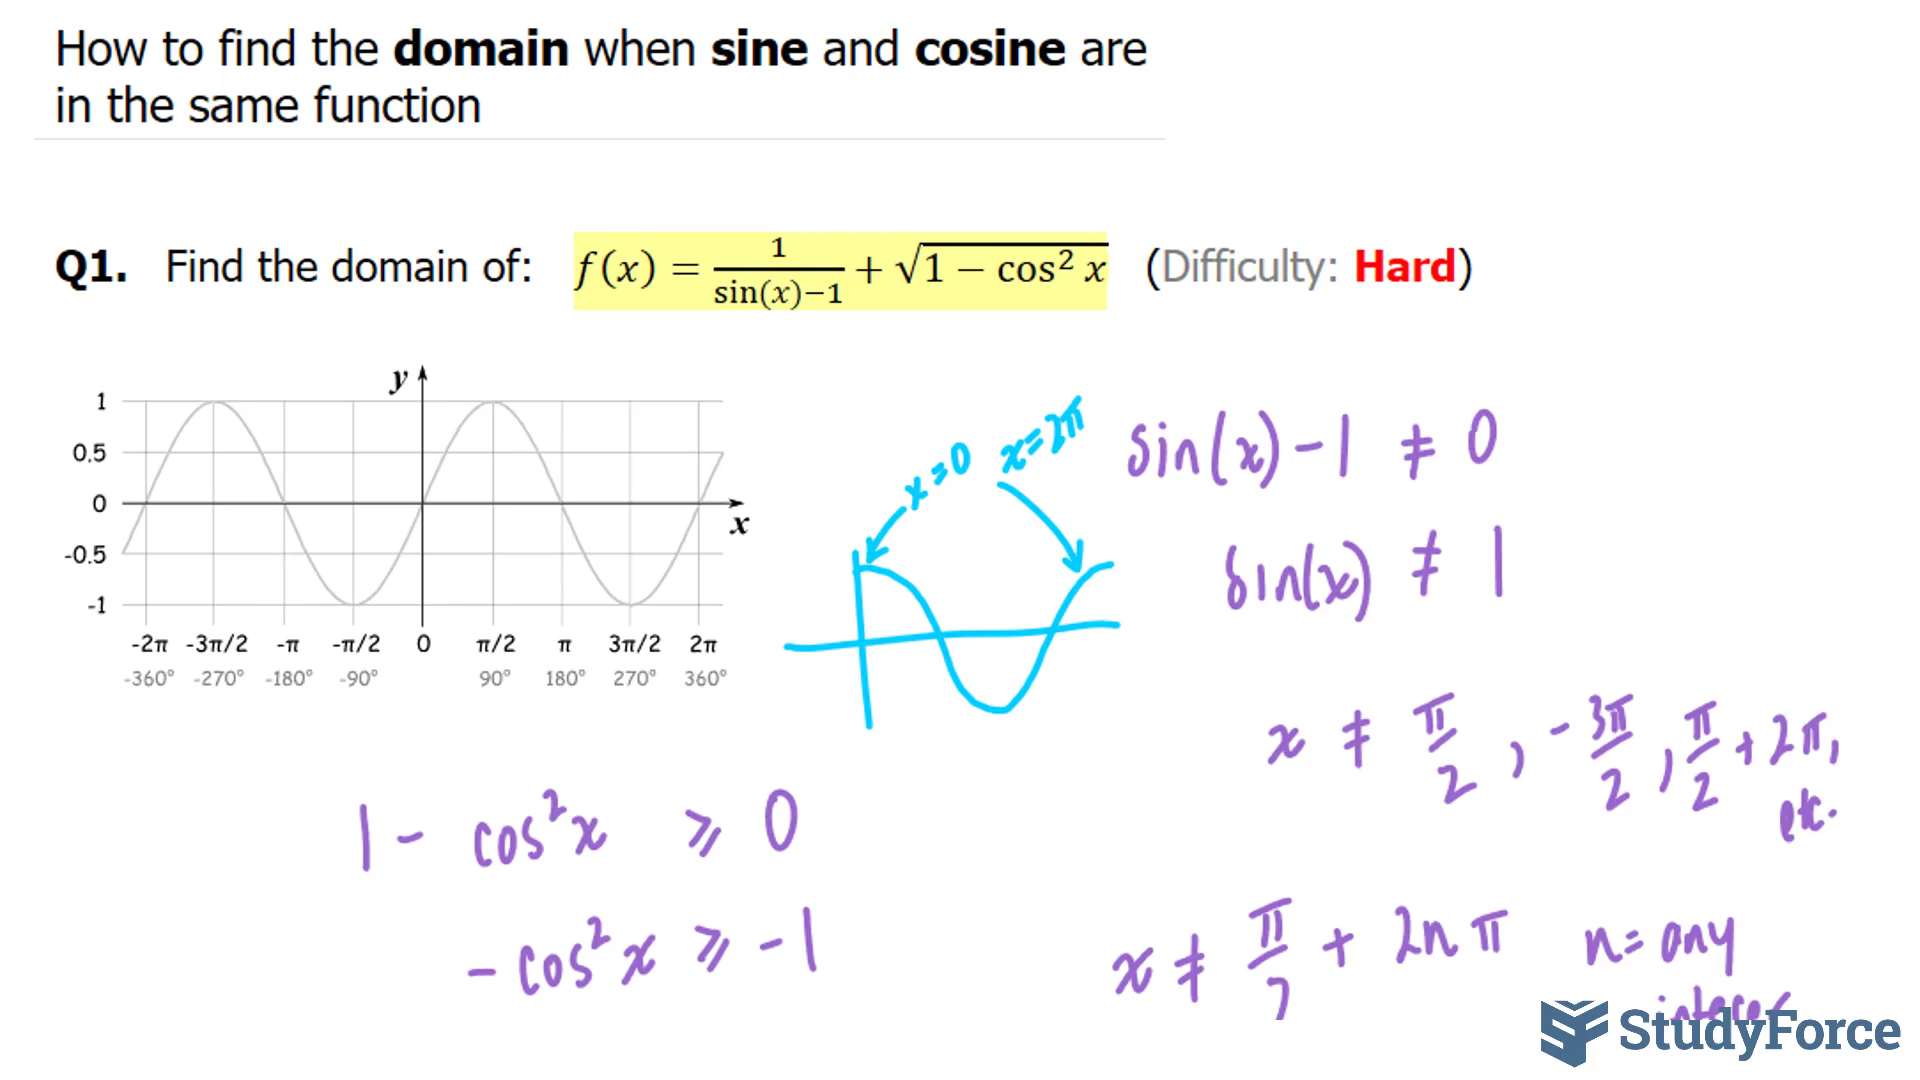 How to find the domain when sine and cosine are
in the same function
Q1. Find the domain of: f(x) = 1/(sin(x)−1) + √(1 − cos² x) (Difficulty: Hard)
y
1
0.5
0
-0.5
-1
x
-2π -3π/2 -π -π/2 0 π/2 π 3π/2 2π
-360° -270° -180° -90° 90° 180° 270° 360°
x=0 x=2π
sin(x) - 1 ≠ 0
sin(x) ≠ 1
x ≠ π/2, -3π/2, π/2 + 2π, etc.
1 - cos²x ≥ 0
-cos²x ≥ -1
x ≠ π/2 + 2nπ n = any
integer
StudyForce